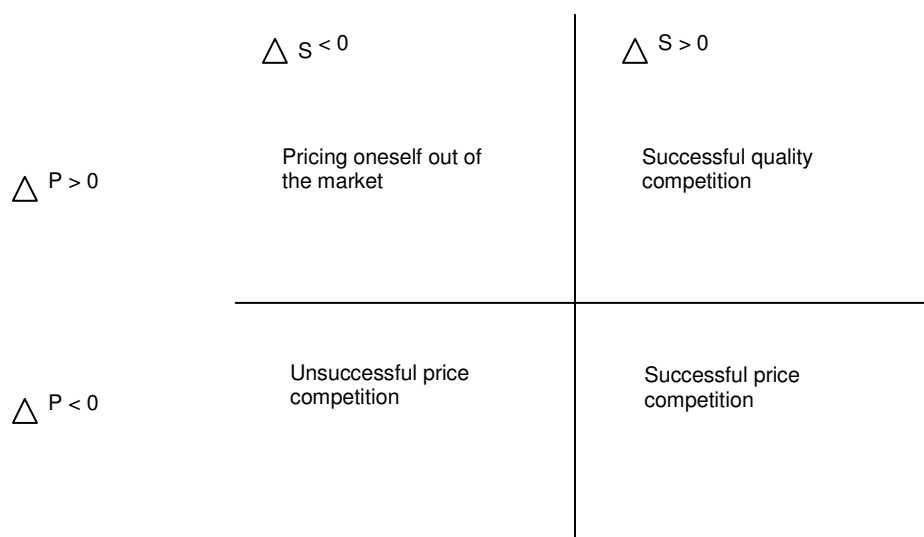 △ S < 0
△ S > 0
Pricing oneself out of
the market
Successful quality
competition
△ P > 0
Unsuccessful price
competition
Successful price
competition
△ P < 0